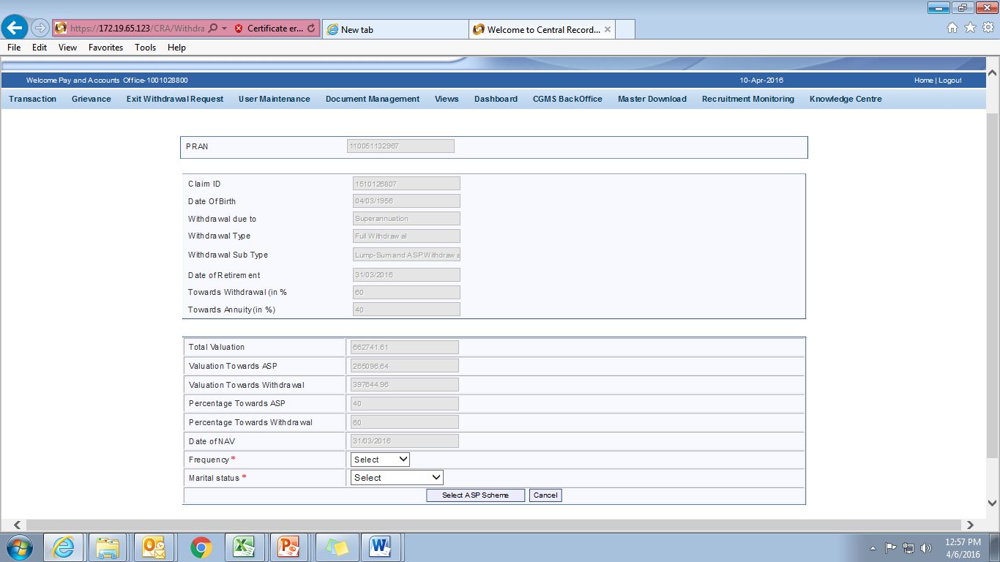 https://172.19.65.123/CRA/Withdra
Certificate er...
New tab
Welcome to Central Record...
File Edit View Favorites Tools Help
Welcome Pay and Accounts Office-1001028800 10-Apr-2016 Home | Logout
Transaction Grievance Exit Withdrawal Request User Maintenance Document Management Views Dashboard CGMS BackOffice Master Download Recruitment Monitoring Knowledge Centre
PRAN 110051132967
Claim ID 1510126807
Date Of Birth 04/03/1956
Withdrawal due to Superannuation
Withdrawal Type Full Withdrawal
Withdrawal Sub Type Lump-Sum and ASP Withdrawa
Date of Retirement 31/03/2016
Towards Withdrawal (in % 60
Towards Annuity(in %) 40
Total Valuation 662741.61
Valuation Towards ASP 265096.64
Valuation Towards Withdrawal 397644.96
Percentage Towards ASP 40
Percentage Towards Withdrawal 60
Date of NAV 31/03/2016
Frequency * Select
Marital status * Select
Select ASP Scheme Cancel
12:57 PM
4/6/2016